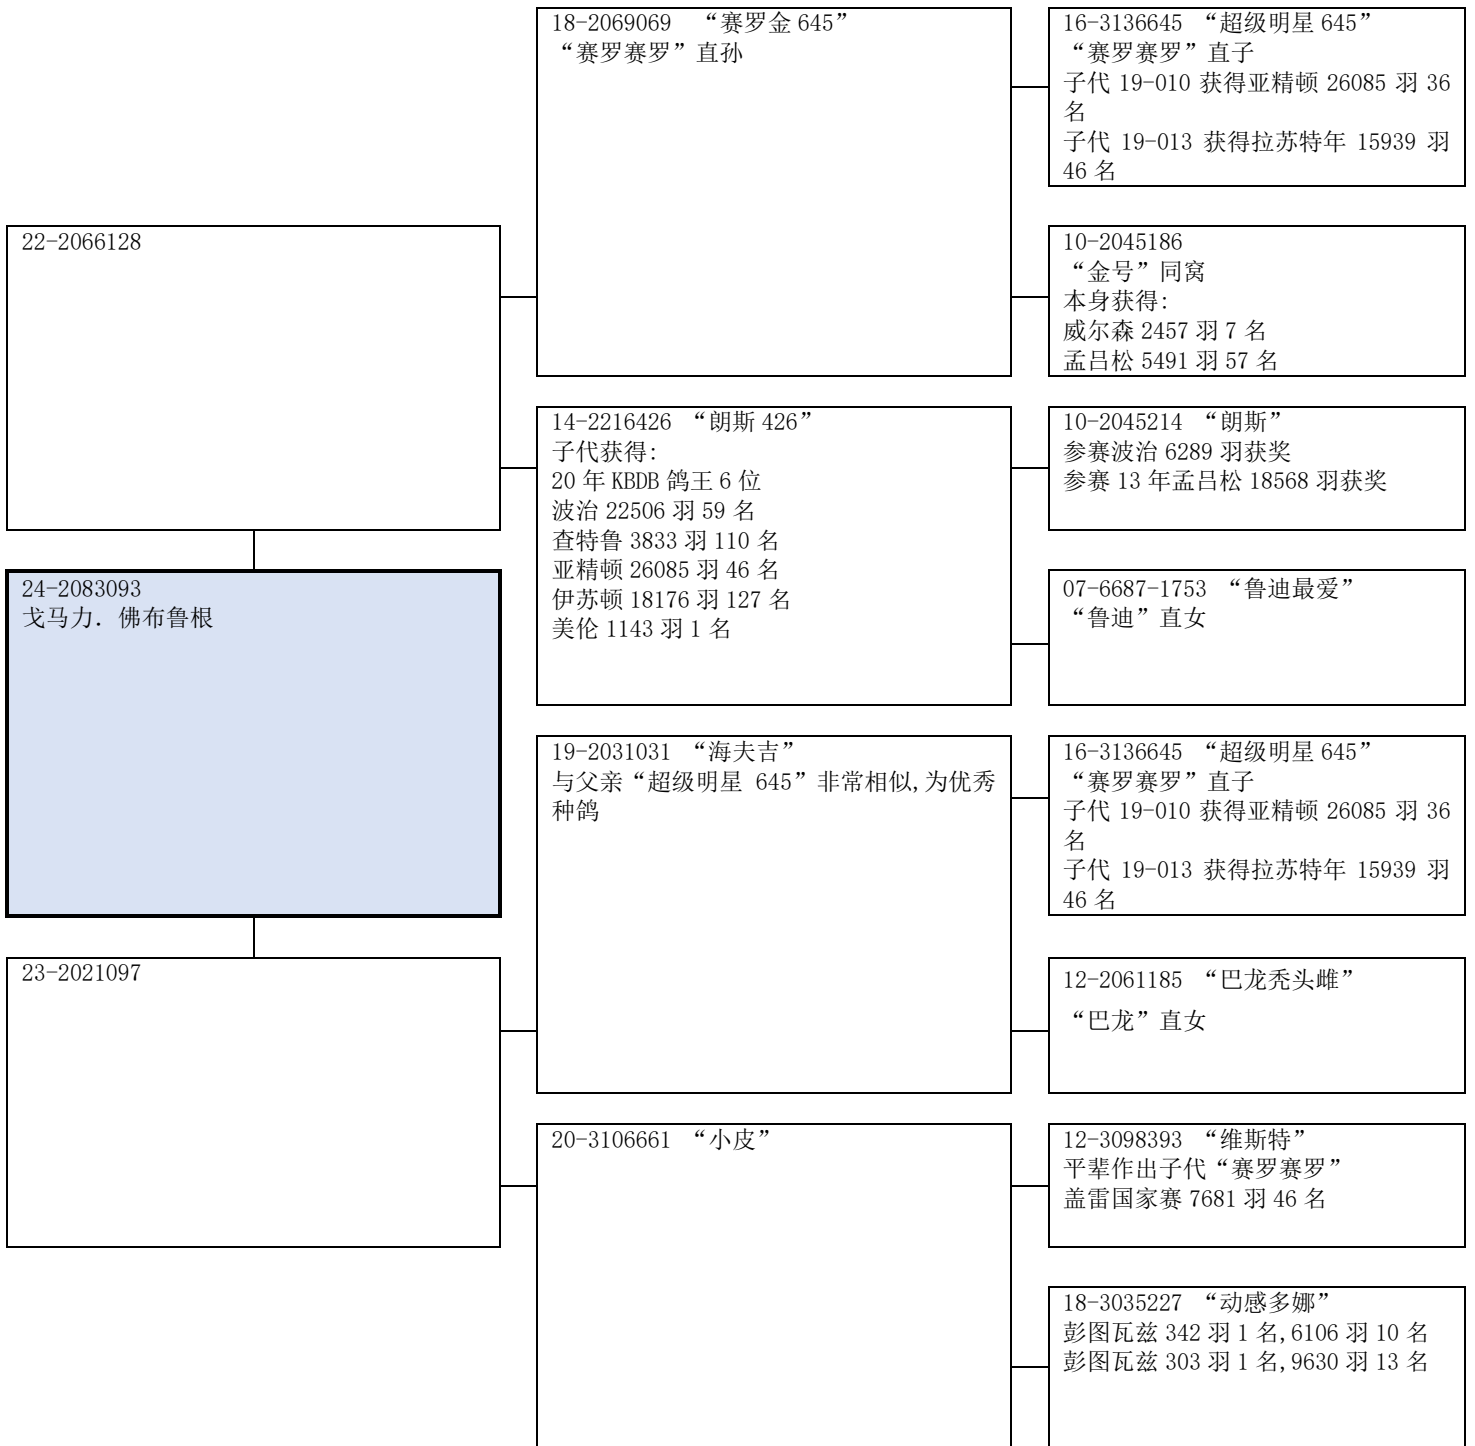 22-2066128
24-2083093
戈马力．佛布鲁根
23-2021097
18-2069069 “赛罗金 645”
“赛罗赛罗”直孙
14-2216426 “朗斯 426”
子代获得:
20 年 KBDB 鸽王 6 位
波治 22506 羽 59 名
查特鲁 3833 羽 110 名
亚精顿 26085 羽 46 名
伊苏顿 18176 羽 127 名
美伦 1143 羽 1 名
19-2031031 “海夫吉”
与父亲“超级明星 645”非常相似,为优秀
种鸽
20-3106661 “小皮”
16-3136645 “超级明星 645”
“赛罗赛罗”直子
子代 19-010 获得亚精顿 26085 羽 36
名
子代 19-013 获得拉苏特年 15939 羽
46 名
10-2045186
“金号”同窝
本身获得:
威尔森 2457 羽 7 名
孟吕松 5491 羽 57 名
10-2045214 “朗斯”
参赛波治 6289 羽获奖
参赛 13 年孟吕松 18568 羽获奖
07-6687-1753 “鲁迪最爱”
“鲁迪”直女
16-3136645 “超级明星 645”
“赛罗赛罗”直子
子代 19-010 获得亚精顿 26085 羽 36
名
子代 19-013 获得拉苏特年 15939 羽
46 名
12-2061185 “巴龙秃头雌”
“巴龙”直女
12-3098393 “维斯特”
平辈作出子代“赛罗赛罗”
盖雷国家赛 7681 羽 46 名
18-3035227 “动感多娜”
彭图瓦兹 342 羽 1 名,6106 羽 10 名
彭图瓦兹 303 羽 1 名,9630 羽 13 名